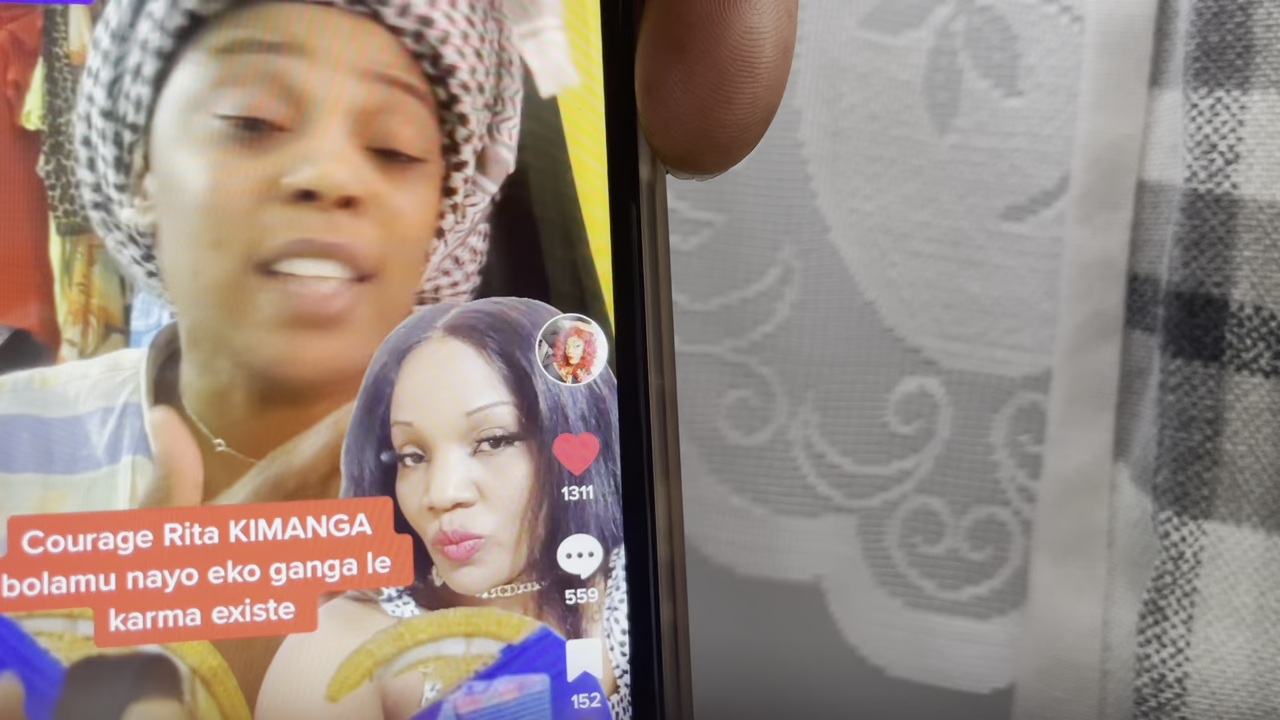 Courage Rita KIMANGA
bolamu nayo eko ganga le
karma existe
1311
559
152